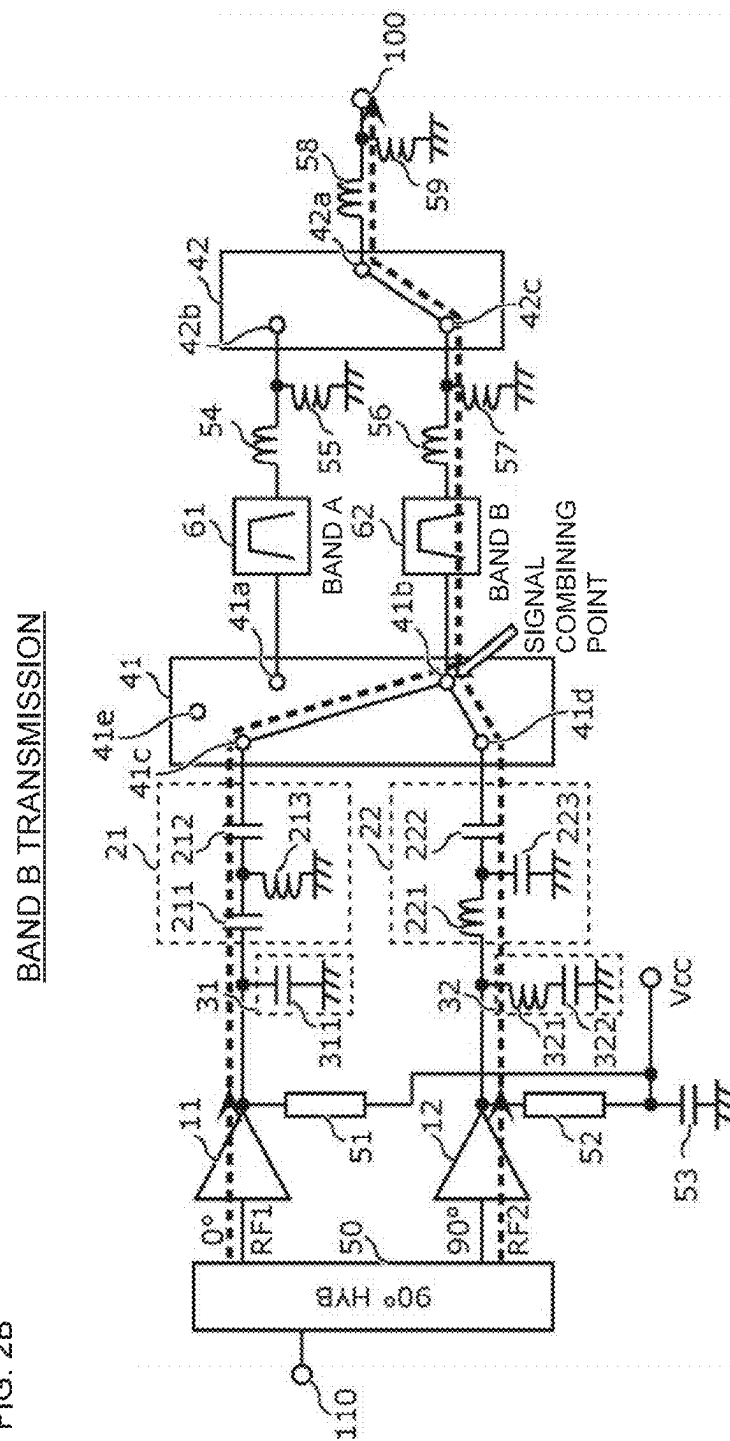 FIG. 2B
BAND B TRANSMISSION
110
90° HYB
50
0°
RF1
90°
RF2
11
12
51
52
53
Vcc
31
311
32
321
322
21
211
212
213
22
221
222
223
41
41e
41c
41a
41b
41d
SIGNAL
COMBINING
POINT
61
BAND A
62
BAND B
54
55
56
57
42
42b
42a
42c
58
59
100